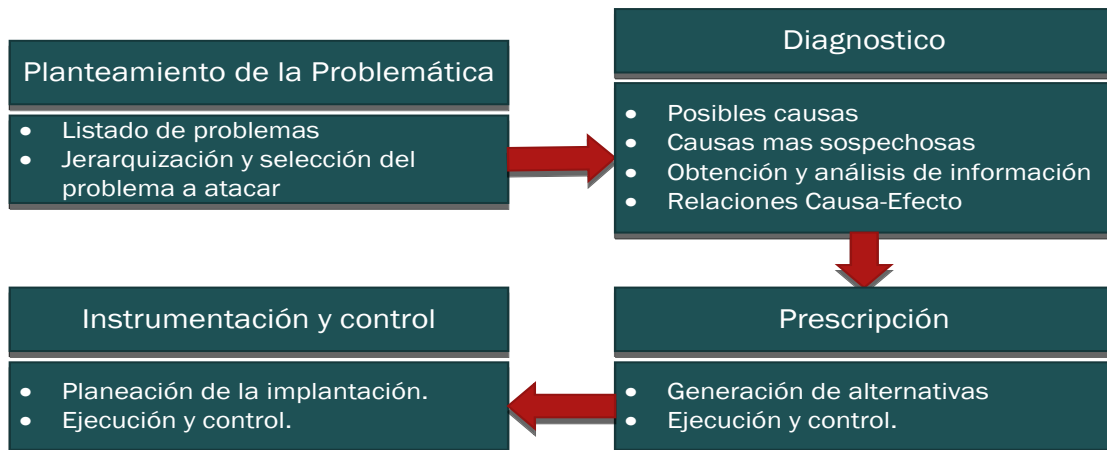 Planteamiento de la Problemática
• Listado de problemas
• Jerarquización y selección del
problema a atacar
Diagnostico
• Posibles causas
• Causas mas sospechosas
• Obtención y análisis de información
• Relaciones Causa-Efecto
Prescripción
• Generación de alternativas
• Ejecución y control.
Instrumentación y control
• Planeación de la implantación.
• Ejecución y control.